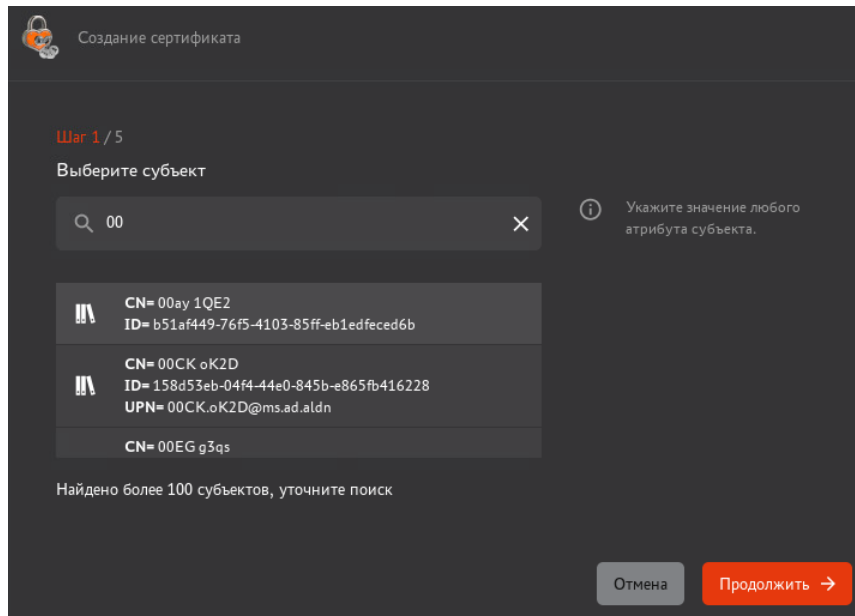 Создание сертификата
Шаг 1 / 5
Выберите субъект
00
Укажите значение любого
атрибута субъекта.
CN= 00ay 1QE2
ID= b51af449-76f5-4103-85ff-eb1edfeced6b
CN= 00CK oK2D
ID= 158d53eb-04f4-44e0-845b-e865fb416228
UPN= 00CK.oK2D@ms.ad.aldn
CN= 00EG g3qs
Найдено более 100 субъектов, уточните поиск
Отмена
Продолжить →